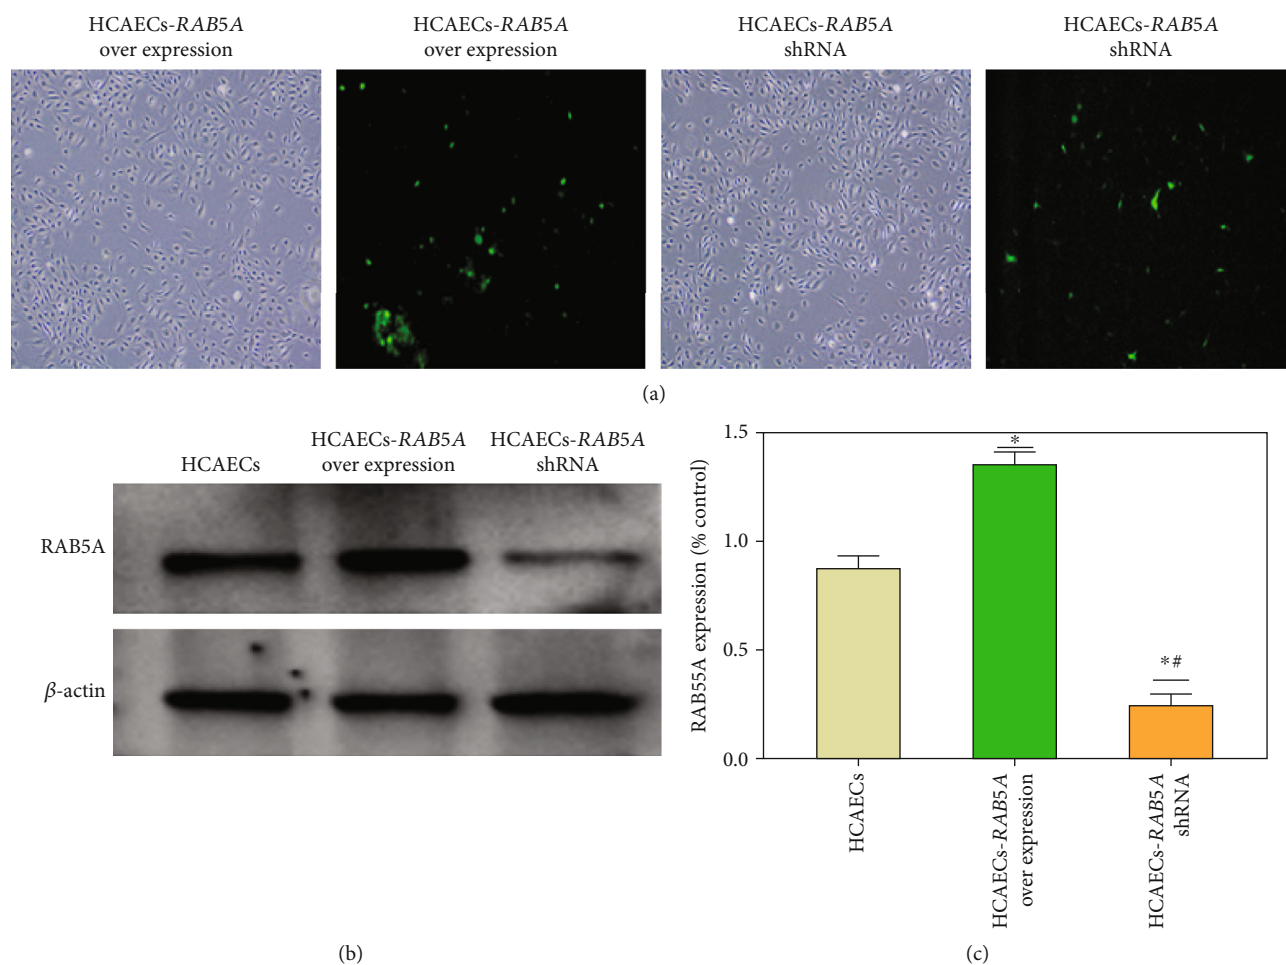 HCAECs-RAB5A
over expression
HCAECs-RAB5A
over expression
HCAECs-RAB5A
shRNA
HCAECs-RAB5A
shRNA
(a)
HCAECs
HCAECs-RAB5A
over expression
HCAECs-RAB5A
shRNA
RAB5A
β-actin
(b)
RAB55A expression (% control)
1.5
1.0
0.5
0.0
*
*#
HCAECs
HCAECs-RAB5A
over expression
HCAECs-RAB5A
shRNA
(c)